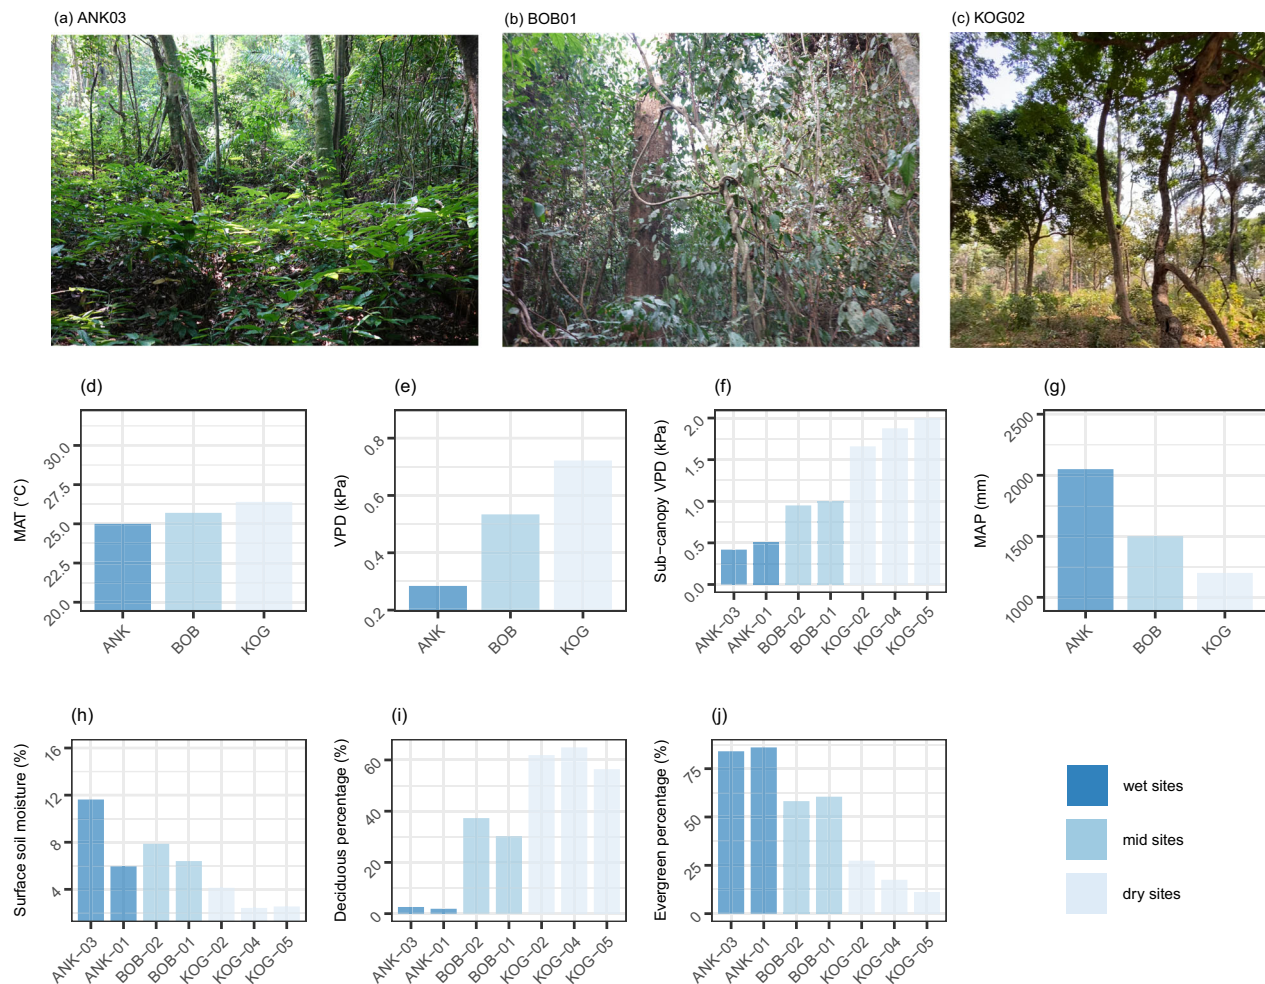 (a) ANK03
(b) BOB01
(c) KOG02
(d)
MAT (°C)
30.0
27.5
25.0
22.5
20.0
ANK
BOB
KOG
(e)
VPD (kPa)
0.8
0.6
0.4
0.2
ANK
BOB
KOG
(f)
Sub−canopy VPD (kPa)
2.0
1.5
1.0
0.5
0.0
ANK−03
ANK−01
BOB−02
BOB−01
KOG−02
KOG−04
KOG−05
(g)
MAP (mm)
2500
2000
1500
1000
ANK
BOB
KOG
(h)
Surface soil moisture (%)
16
12
8
4
ANK−03
ANK−01
BOB−02
BOB−01
KOG−02
KOG−04
KOG−05
(i)
Deciduous percentage (%)
60
40
20
0
ANK−03
ANK−01
BOB−02
BOB−01
KOG−02
KOG−04
KOG−05
(j)
Evergreen percentage (%)
75
50
25
0
ANK−03
ANK−01
BOB−02
BOB−01
KOG−02
KOG−04
KOG−05
wet sites
mid sites
dry sites